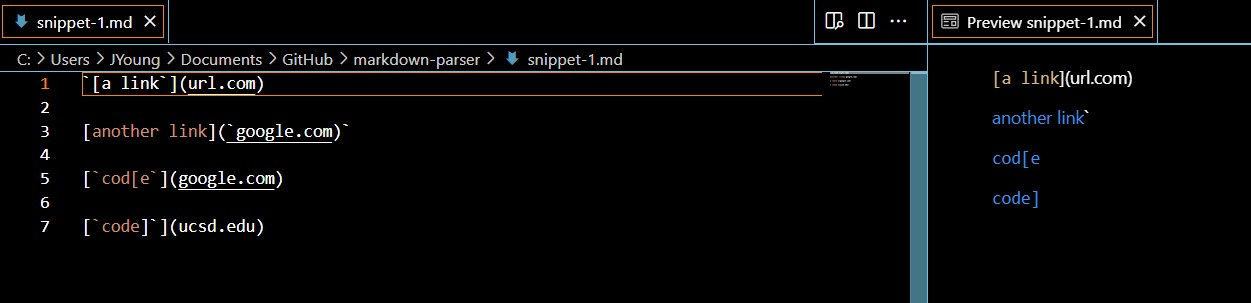 snippet-1.md
Preview snippet-1.md
C: > Users > JYoung > Documents > GitHub > markdown-parser > snippet-1.md
1 `[a link`](url.com)
2
3 [another link](`google.com)`
4
5 [`cod[e`](google.com)
6
7 [`code]`](ucsd.edu)
[a link](url.com)
another link`
cod[e
code]